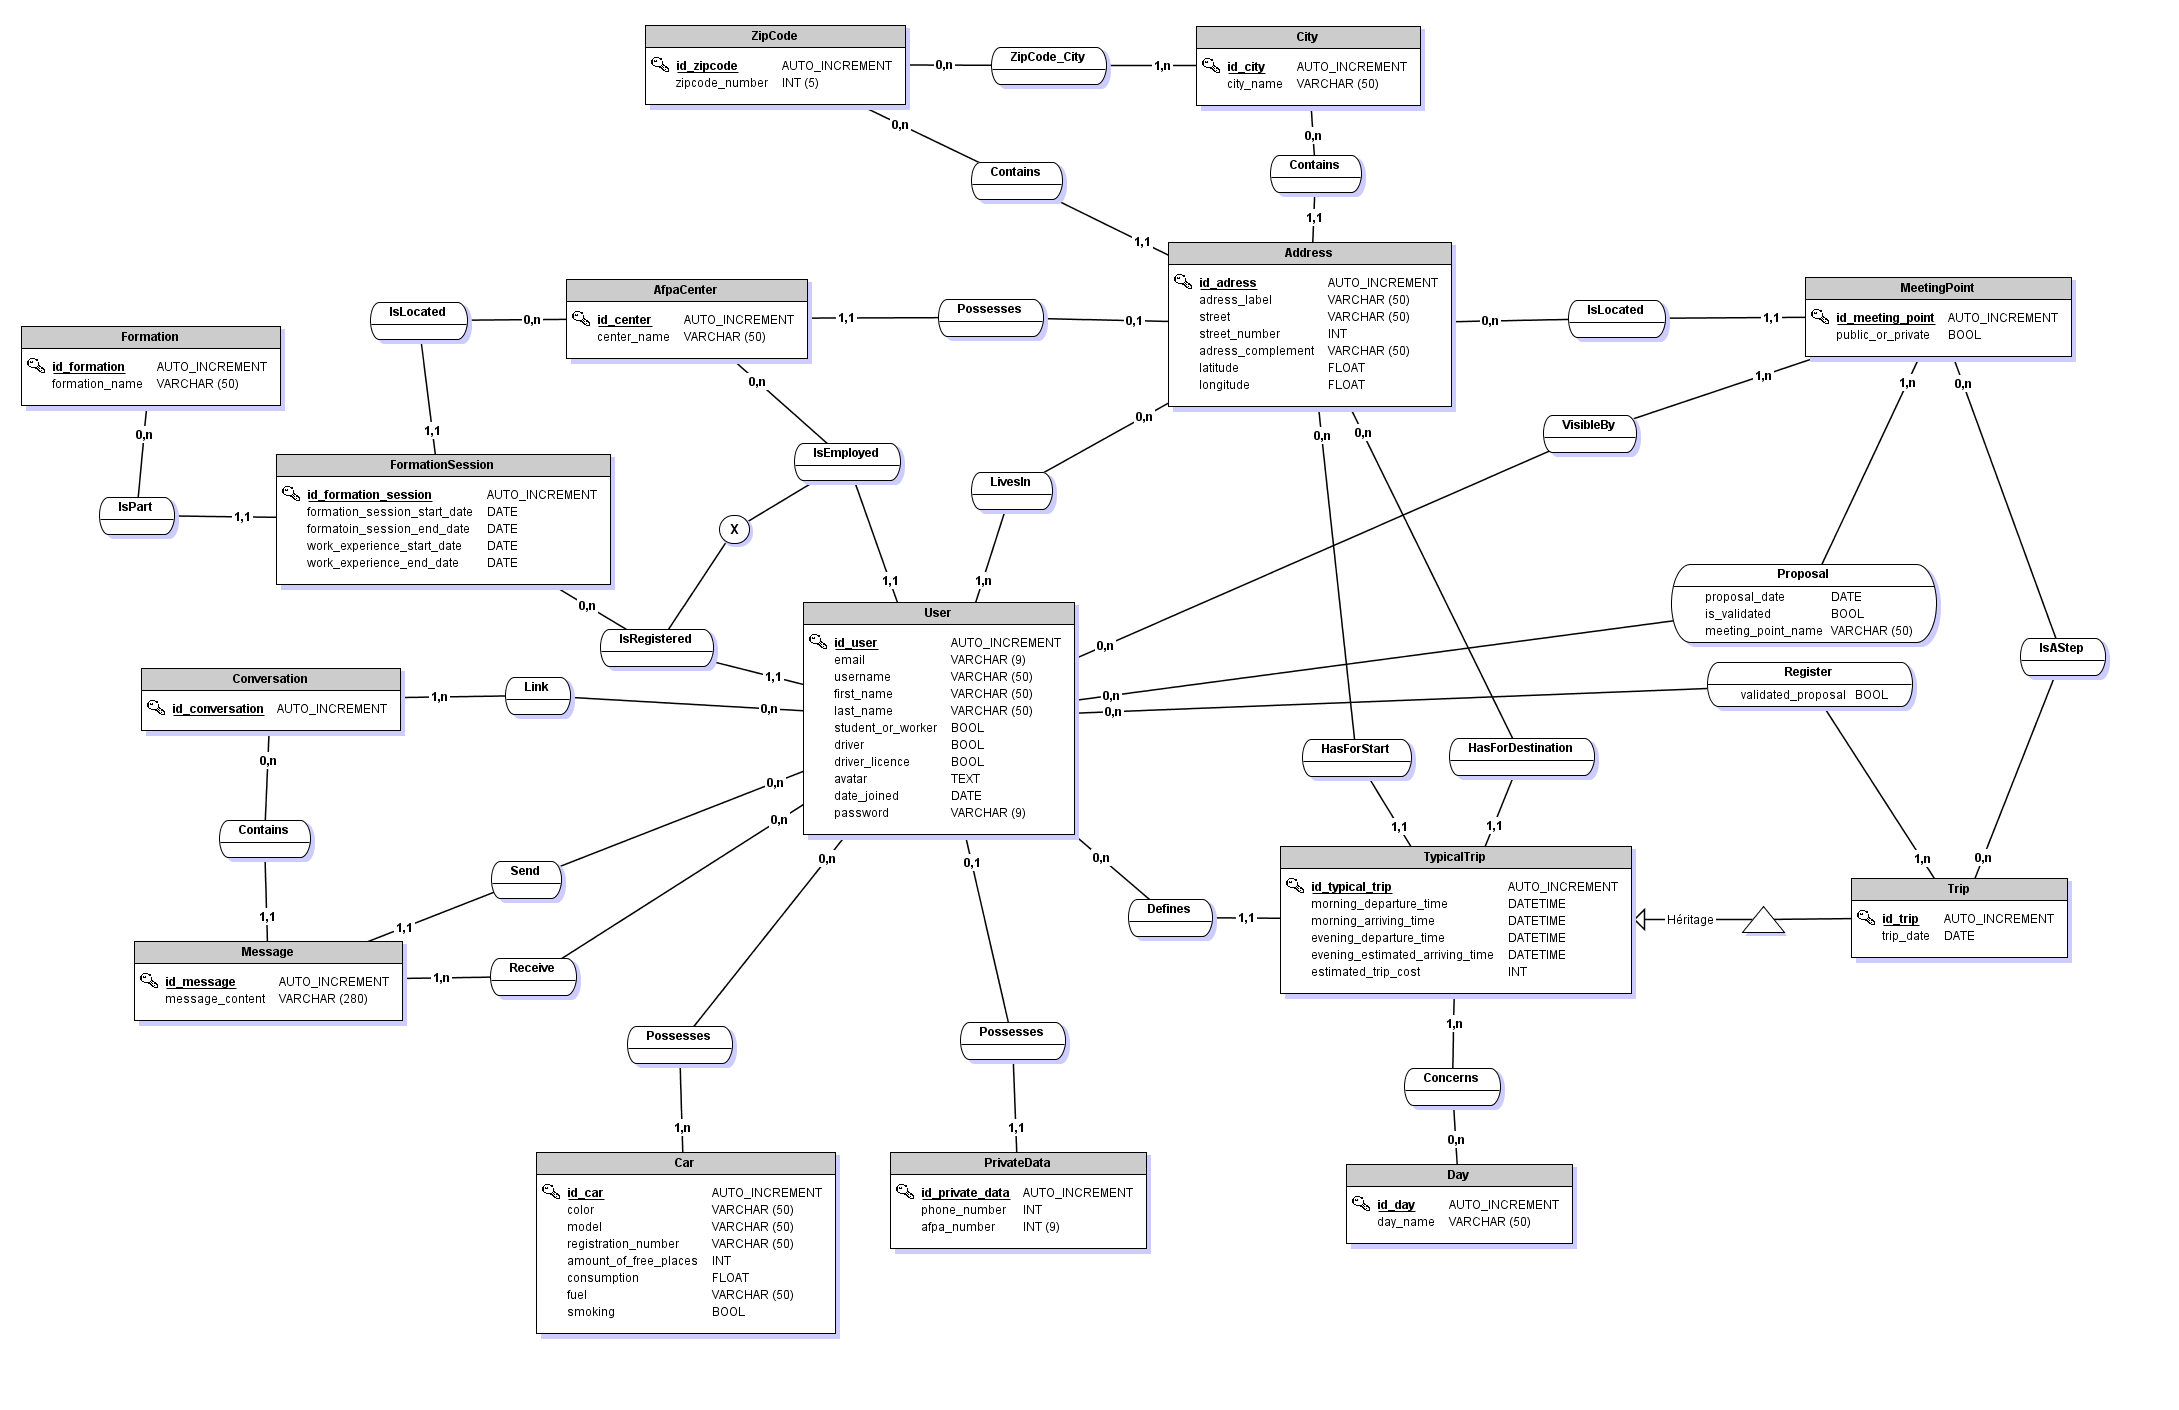 ZipCode
id_zipcode AUTO_INCREMENT
zipcode_number INT (5)
0,n
ZipCode_City
1,n
City
id_city AUTO_INCREMENT
city_name VARCHAR (50)
0,n
Contains
1,1
0,n
Contains
1,1
Address
id_adress AUTO_INCREMENT
adress_label VARCHAR (50)
street VARCHAR (50)
street_number INT
adress_complement VARCHAR (50)
latitude FLOAT
longitude FLOAT
AfpaCenter
id_center AUTO_INCREMENT
center_name VARCHAR (50)
1,1
Possesses
0,1
IsLocated
0,n
1,1
0,n
IsLocated
1,1
MeetingPoint
id_meeting_point AUTO_INCREMENT
public_or_private BOOL
Formation
id_formation AUTO_INCREMENT
formation_name VARCHAR (50)
0,n
IsPart
1,1
FormationSession
id_formation_session AUTO_INCREMENT
formation_session_start_date DATE
formatoin_session_end_date DATE
work_experience_start_date DATE
work_experience_end_date DATE
0,n
IsEmployed
1,1
X
0,n
IsRegistered
1,1
0,n
LivesIn
1,n
1,n
VisibleBy
0,n
1,n
Proposal
proposal_date DATE
is_validated BOOL
meeting_point_name VARCHAR (50)
0,n
0,n
IsAStep
0,n
Register
validated_proposal BOOL
0,n
1,n
User
id_user AUTO_INCREMENT
email VARCHAR (9)
username VARCHAR (50)
first_name VARCHAR (50)
last_name VARCHAR (50)
student_or_worker BOOL
driver BOOL
driver_licence BOOL
avatar TEXT
date_joined DATE
password VARCHAR (9)
Conversation
id_conversation AUTO_INCREMENT
1,n
Link
0,n
0,n
Contains
1,1
Message
id_message AUTO_INCREMENT
message_content VARCHAR (280)
0,n
Send
1,1
0,n
Receive
1,n
0,n
HasForStart
1,1
0,n
HasForDestination
1,1
0,n
Defines
1,1
TypicalTrip
id_typical_trip AUTO_INCREMENT
morning_departure_time DATETIME
morning_arriving_time DATETIME
evening_departure_time DATETIME
evening_estimated_arriving_time DATETIME
estimated_trip_cost INT
Héritage
Trip
id_trip AUTO_INCREMENT
trip_date DATE
0,n
Possesses
1,n
Car
id_car AUTO_INCREMENT
color VARCHAR (50)
model VARCHAR (50)
registration_number VARCHAR (50)
amount_of_free_places INT
consumption FLOAT
fuel VARCHAR (50)
smoking BOOL
0,1
Possesses
1,1
PrivateData
id_private_data AUTO_INCREMENT
phone_number INT
afpa_number INT (9)
1,n
Concerns
0,n
Day
id_day AUTO_INCREMENT
day_name VARCHAR (50)